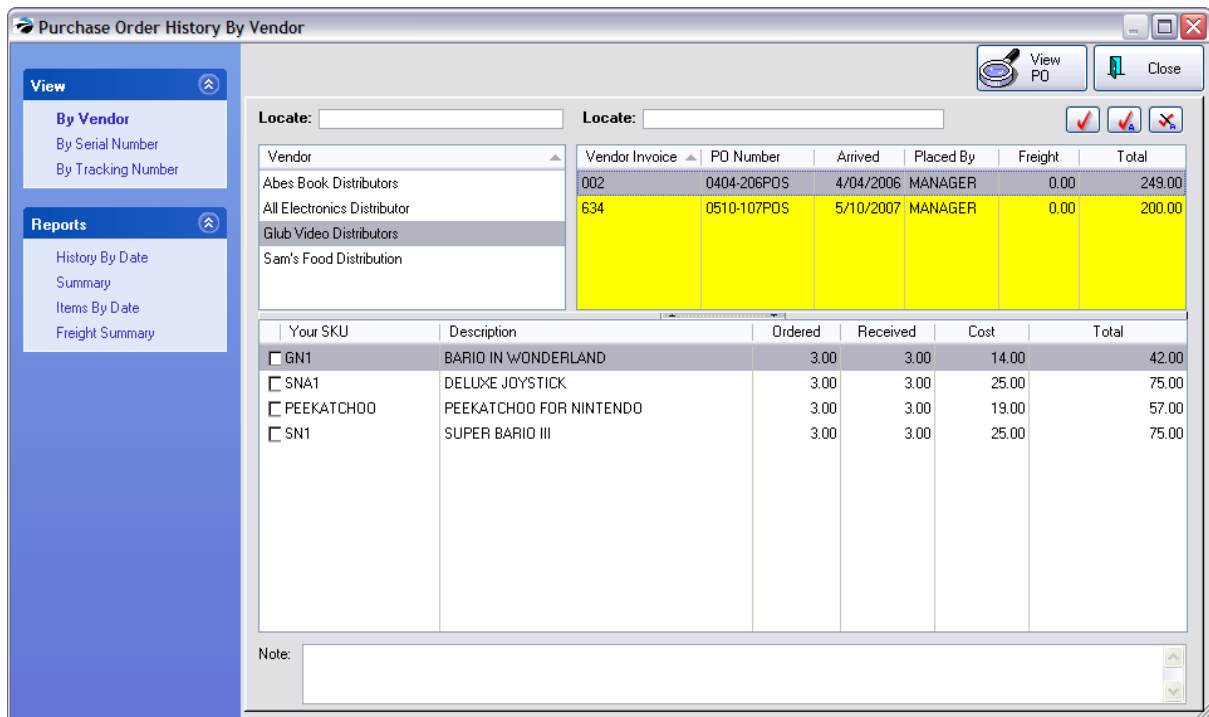 Purchase Order History By Vendor
View PO
Close
View
By Vendor
By Serial Number
By Tracking Number
Reports
History By Date
Summary
Items By Date
Freight Summary
Locate:
Locate:
Vendor
Abes Book Distributors
All Electronics Distributor
Glub Video Distributors
Sam's Food Distribution
Vendor Invoice PO Number Arrived Placed By Freight Total
002 0404-206POS 4/04/2006 MANAGER 0.00 249.00
634 0510-107POS 5/10/2007 MANAGER 0.00 200.00
Your SKU Description Ordered Received Cost Total
GN1 BARIO IN WONDERLAND 3.00 3.00 14.00 42.00
SNA1 DELUXE JOYSTICK 3.00 3.00 25.00 75.00
PEEKATCHOO PEEKATCHOO FOR NINTENDO 3.00 3.00 19.00 57.00
SN1 SUPER BARIO III 3.00 3.00 25.00 75.00
Note: